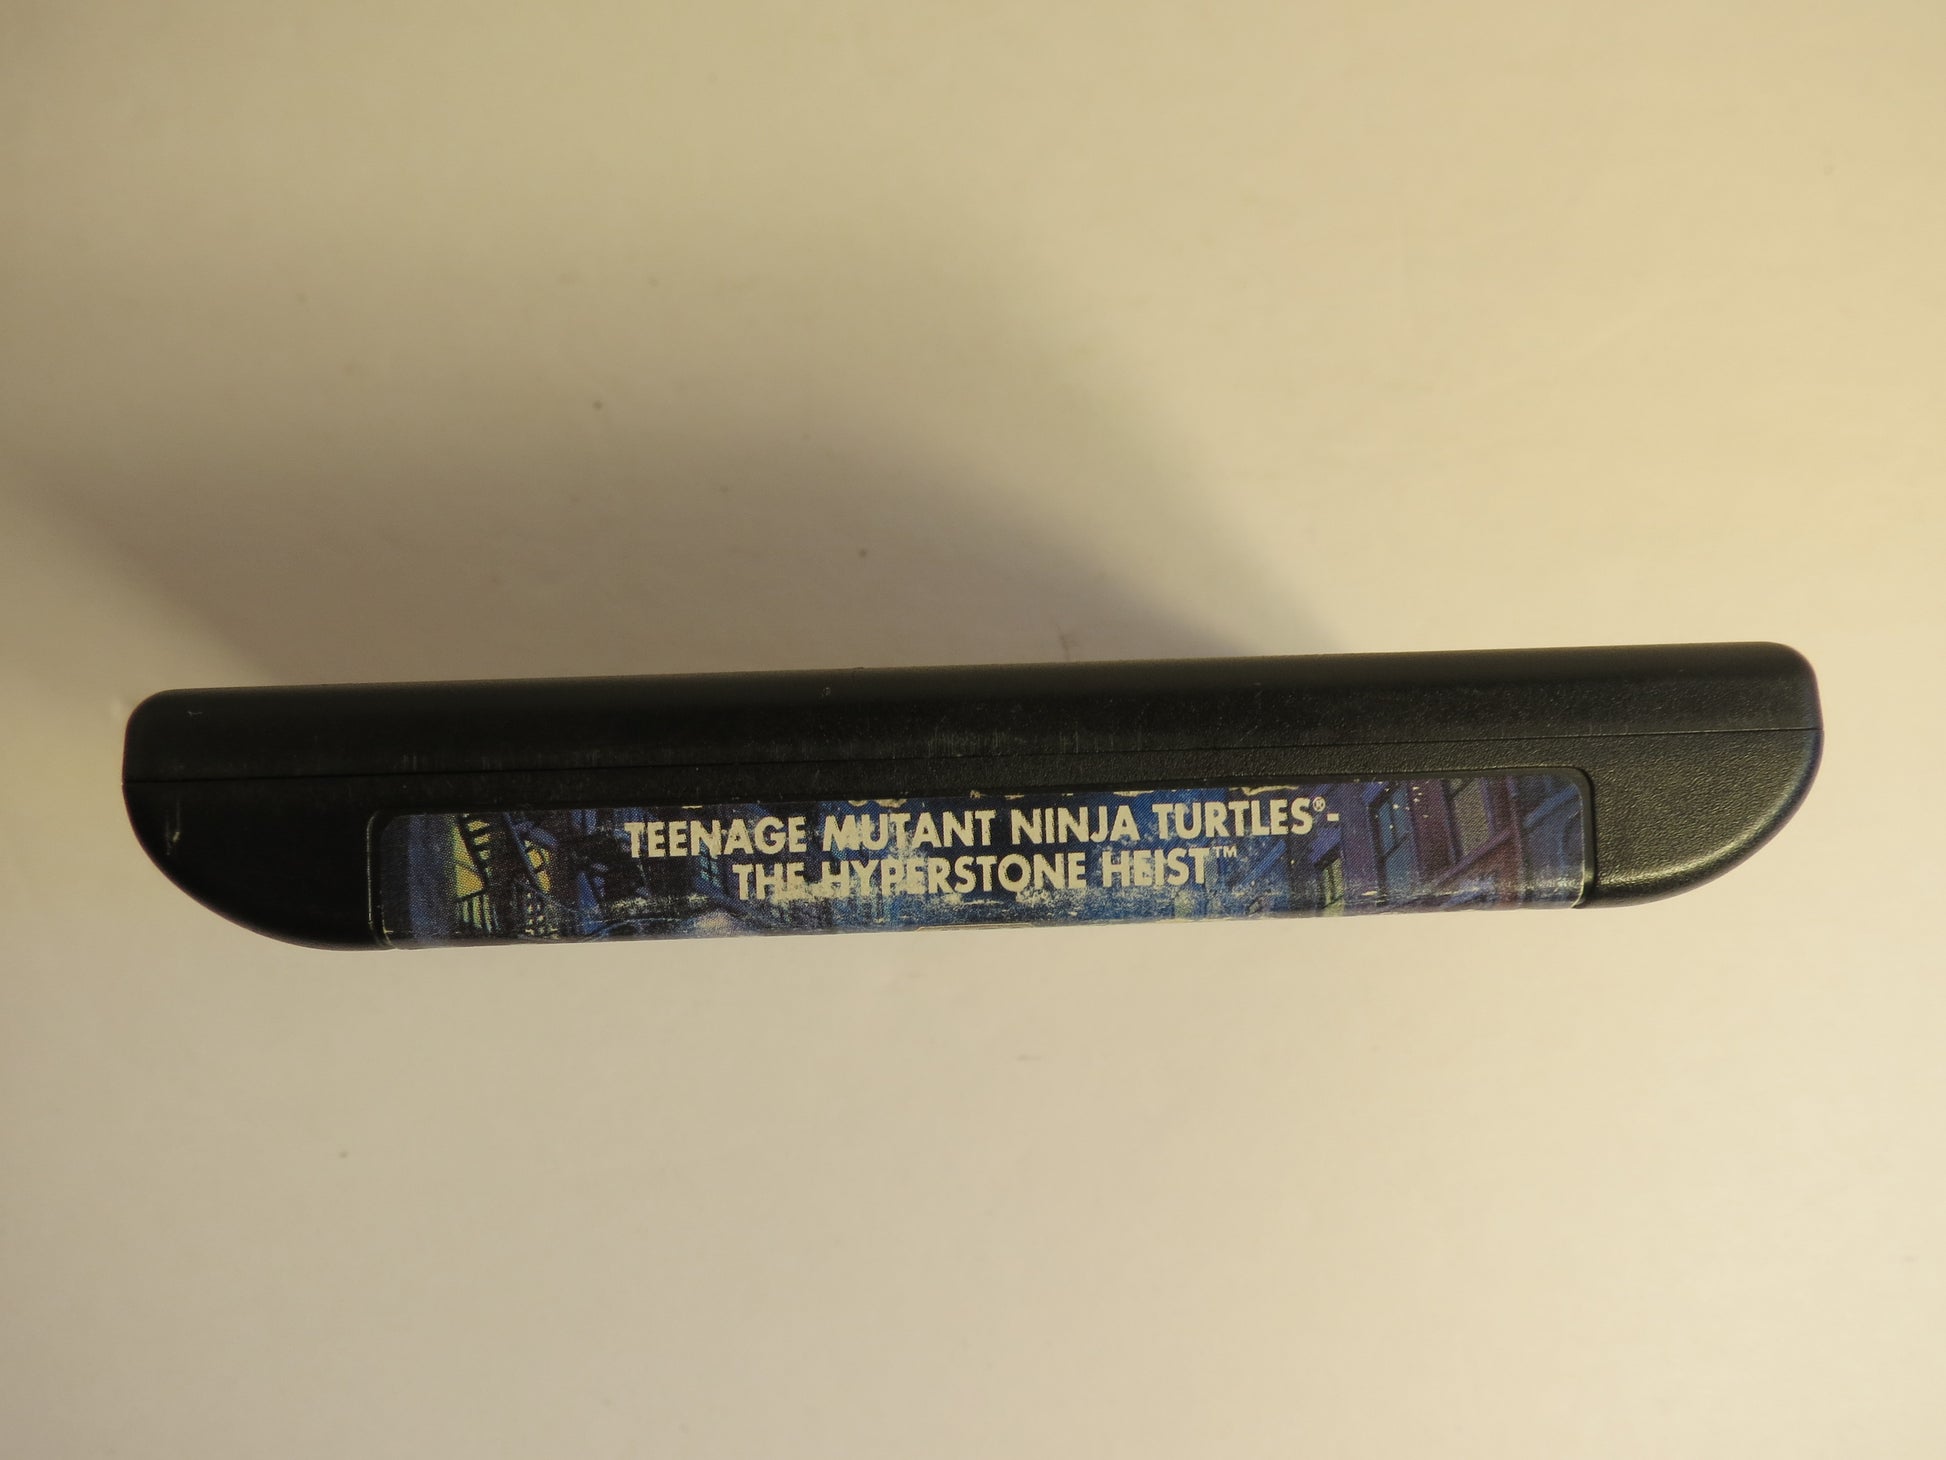 TEENAGE MUTANT NINJA TURTLES® -
THE HYPERSTONE HEIST™